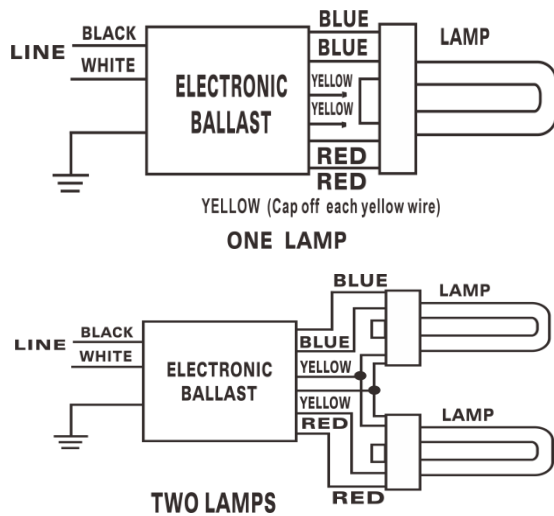 BLUE
BLACK
LAMP
BLUE
LINE
WHITE
YELLOW
ELECTRONIC
BALLAST
YELLOW
RED
RED
YELLOW (Cap off each yellow wire)
ONE LAMP
BLUE
LAMP
BLACK
LINE
BLUE
WHITE
ELECTRONIC
BALLAST
YELLOW
YELLOW
LAMP
RED
RED
TWO LAMPS